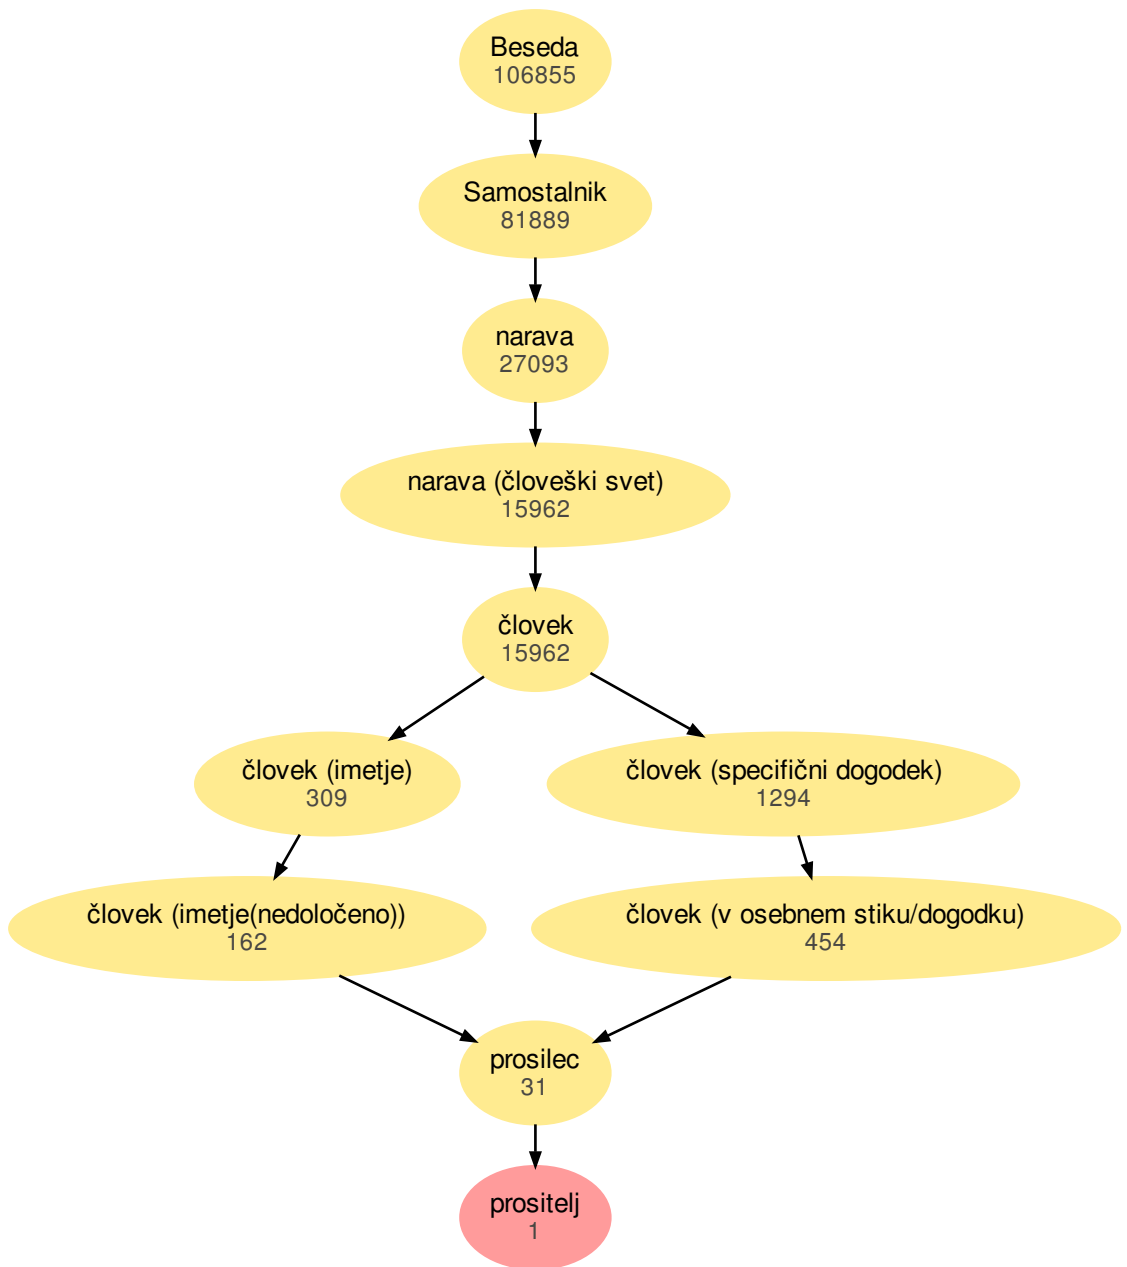 Beseda
106855
Samostalnik
81889
narava
27093
narava (človeški svet)
15962
človek
15962
človek (imetje)
309
človek (specifični dogodek)
1294
človek (imetje(nedoločeno))
162
človek (v osebnem stiku/dogodku)
454
prosilec
31
prositelj
1